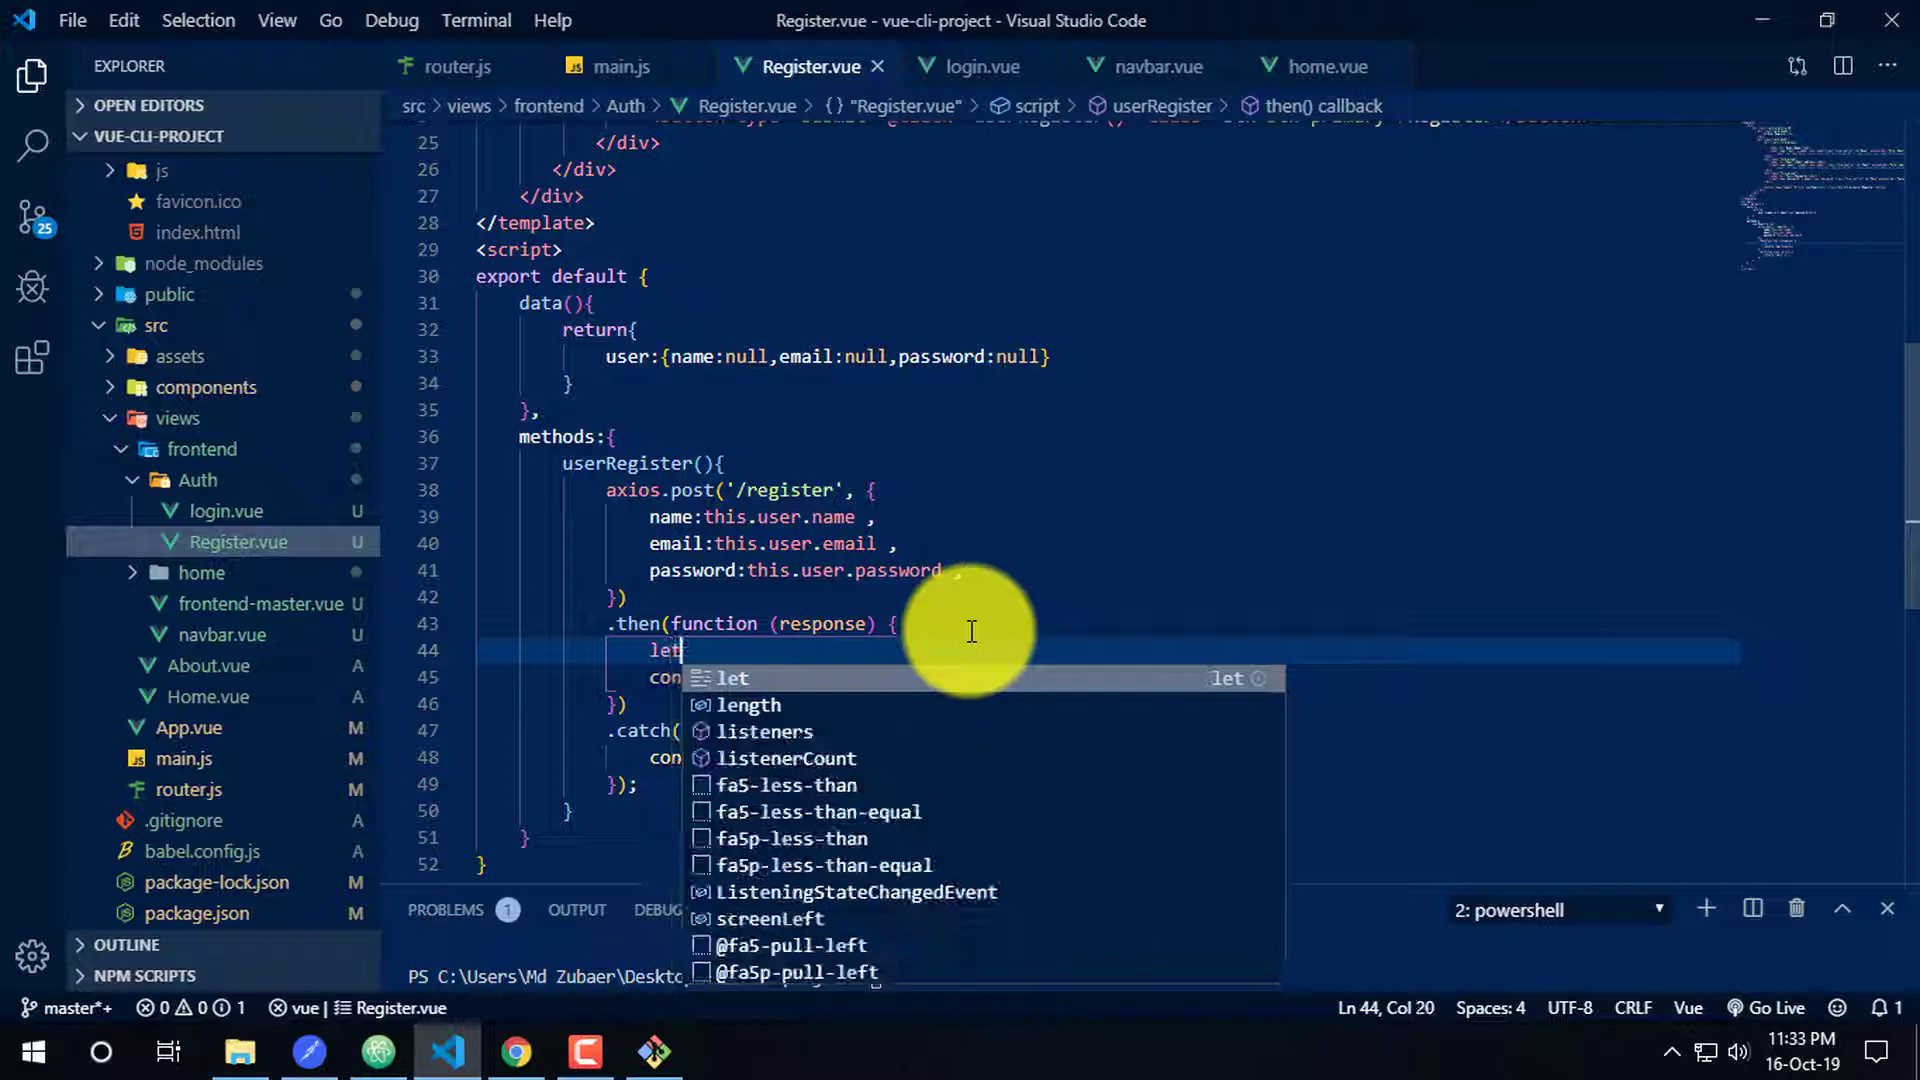 File Edit Selection View Go Debug Terminal Help
Register.vue - vue-cli-project - Visual Studio Code
EXPLORER
router.js main.js Register.vue login.vue navbar.vue home.vue
OPEN EDITORS
VUE-CLI-PROJECT
js
favicon.ico
index.html
node_modules
public
src
assets
components
views
frontend
Auth
login.vue U
Register.vue U
home
frontend-master.vue U
navbar.vue U
About.vue U
Home.vue U
App.vue M
main.js M
router.js M
.gitignore A
babel.config.js A
package-lock.json M
package.json M
OUTLINE
NPM SCRIPTS
25
src > views > frontend > Auth > Register.vue > {} "Register.vue" > script > userRegister > then() callback
25 </div>
26 </div>
27 </div>
28 </template>
29 <script>
30 export default {
31 data(){
32 return{
33 user:{name:null,email:null,password:null}
34 }
35 },
36 methods:{
37 userRegister(){
38 axios.post('/register', {
39 name:this.user.name ,
40 email:this.user.email ,
41 password:this.user.password ,
42 })
43 .then(function (response) {
44 let
45 con
46 })
47 .catch(
48 con
49 });
50 }
51 }
52 }
let let
length
listeners
listenerCount
fa5-less-than
fa5-less-than-equal
fa5p-less-than
fa5p-less-than-equal
ListeningStateChangedEvent
screenLeft
@fa5-pull-left
@fa5p-pull-left
PROBLEMS 1 OUTPUT DEBUG
2: powershell
PS C:\Users\Md Zubaer\Deskto
master*+ 0 0 1 vue | Register.vue
Ln 44, Col 20 Spaces: 4 UTF-8 CRLF Vue Go Live 1
11:33 PM
16-Oct-19